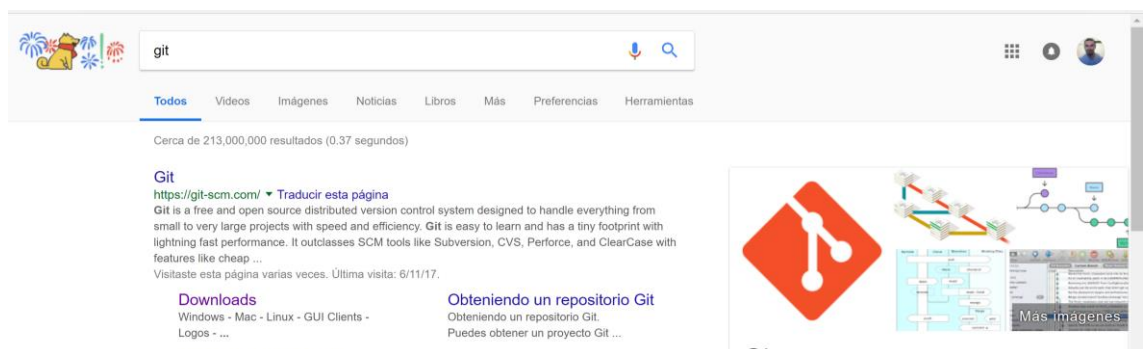 git
Todos Videos Imágenes Noticias Libros Más Preferencias Herramientas
Cerca de 213,000,000 resultados (0.37 segundos)
Git
https://git-scm.com/ ▼ Traducir esta página
Git is a free and open source distributed version control system designed to handle everything from
small to very large projects with speed and efficiency. Git is easy to learn and has a tiny footprint with
lightning fast performance. It outclasses SCM tools like Subversion, CVS, Perforce, and ClearCase with
features like cheap ...
Visitaste esta página varias veces. Última visita: 6/11/17.
Downloads
Windows - Mac - Linux - GUI Clients -
Logos - ...
Obteniendo un repositorio Git
Obteniendo un repositorio Git.
Puedes obtener un proyecto Git ...
Más imágenes